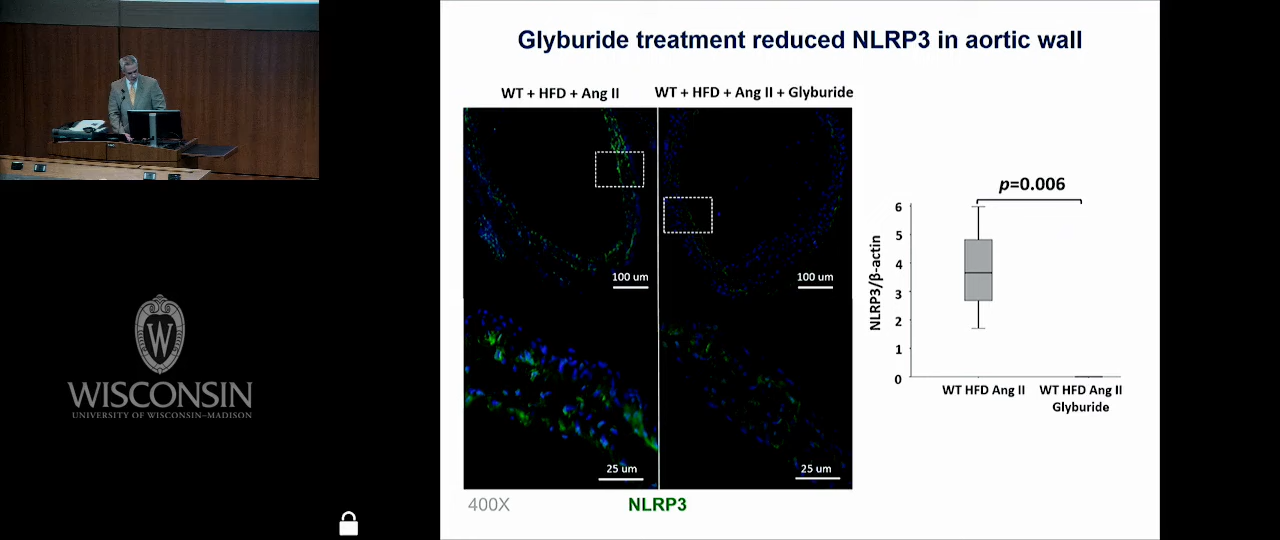 Glyburide treatment reduced NLRP3 in aortic wall
WT + HFD + Ang II
WT + HFD + Ang II + Glyburide
100 um
100 um
25 um
25 um
400X
NLRP3
p=0.006
NLRP3/β-actin
6
5
4
3
2
1
0
WT HFD Ang II
WT HFD Ang II
Glyburide
W
WISCONSIN
UNIVERSITY OF WISCONSIN–MADISON